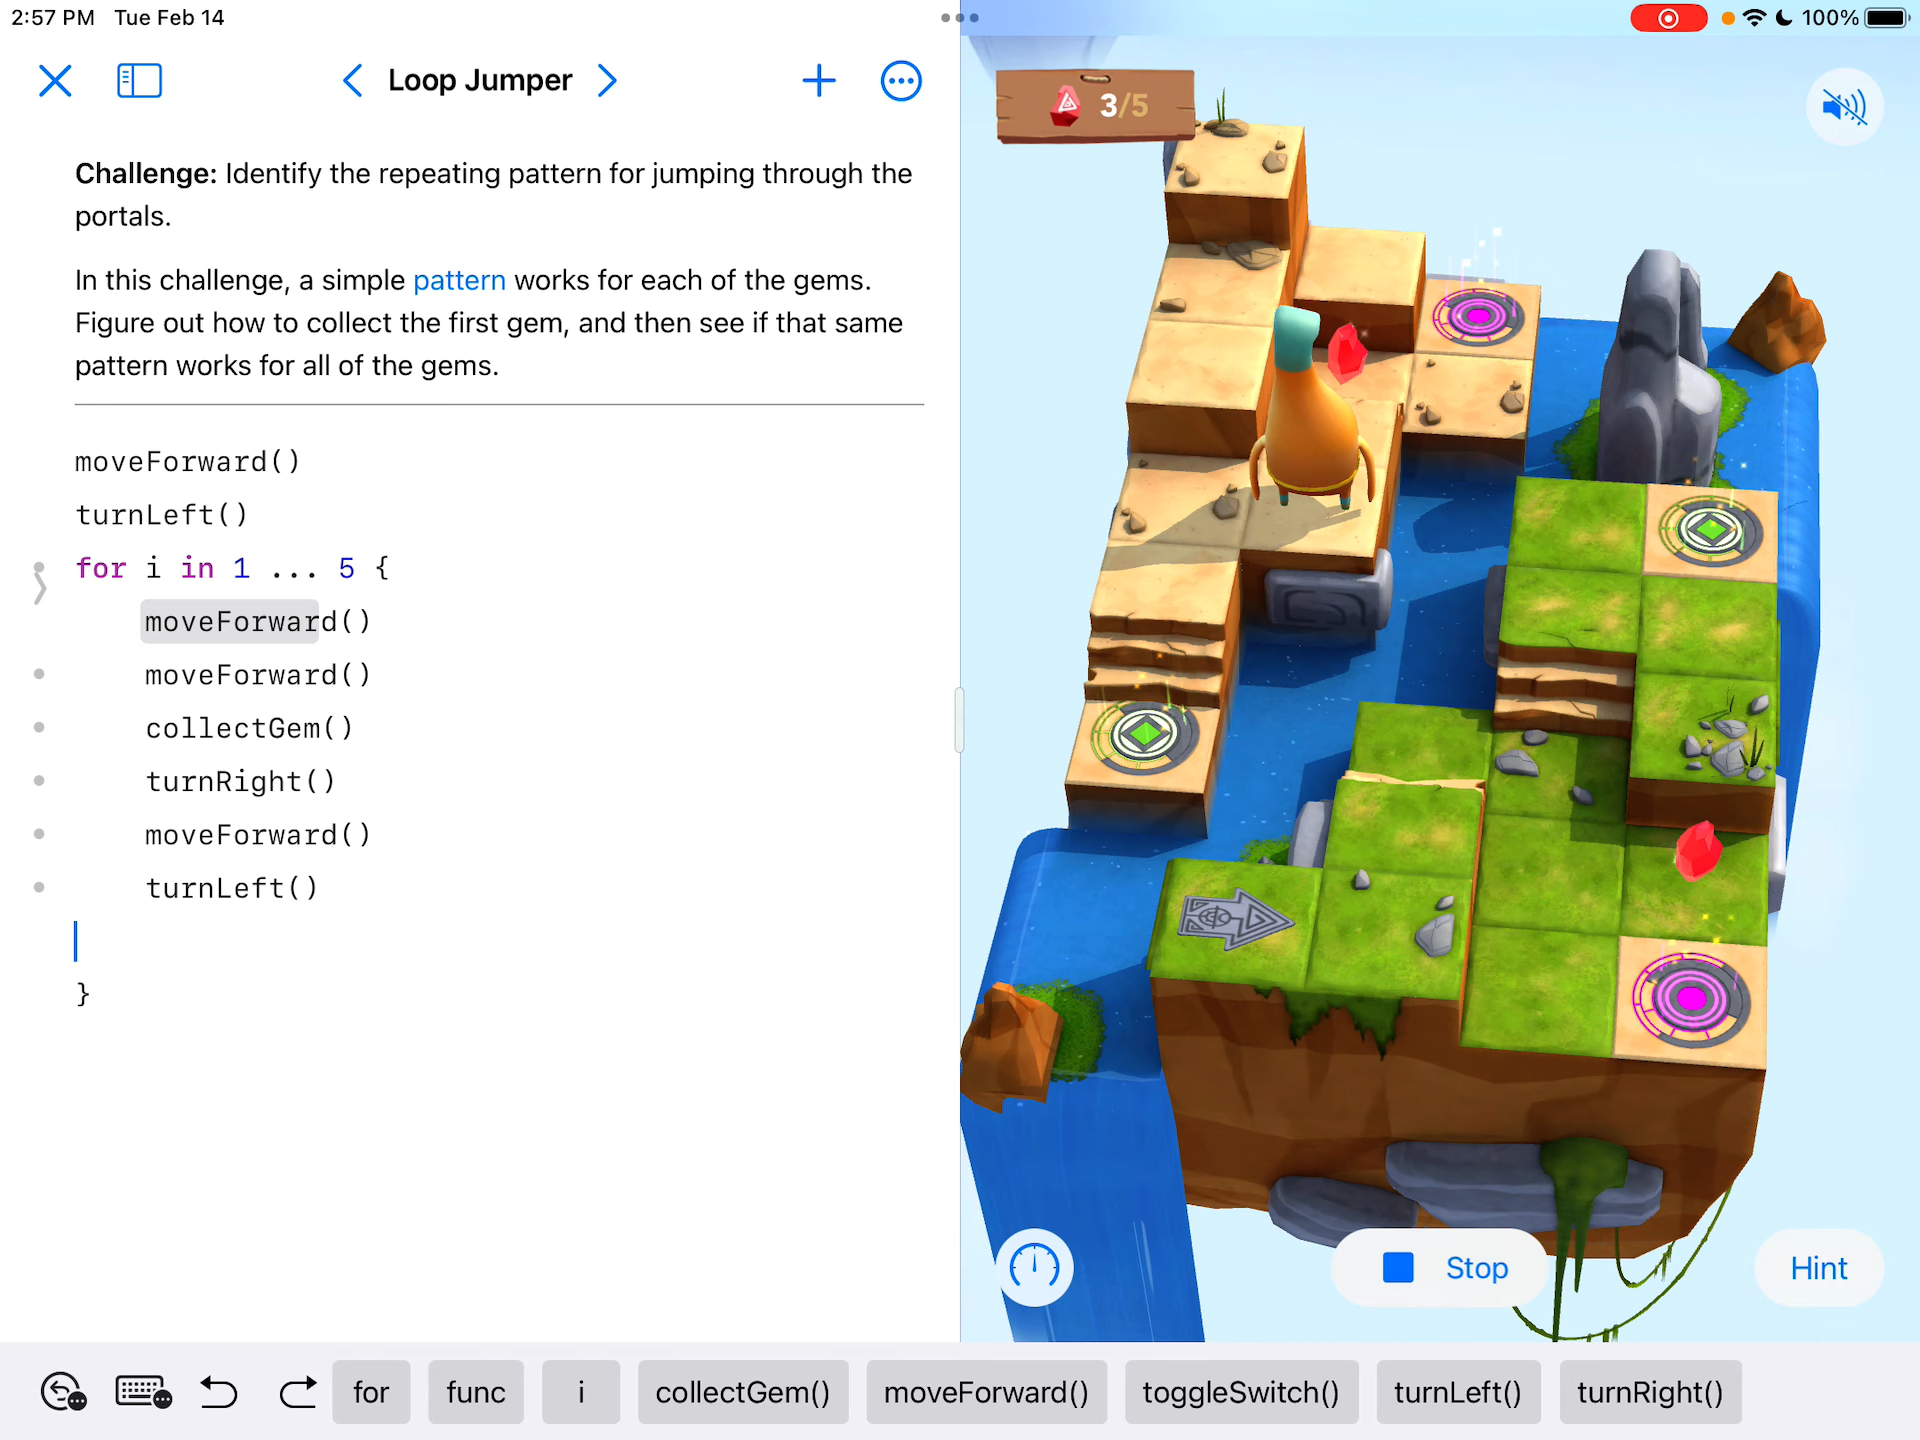 2:57 PM Tue Feb 14
100%
Loop Jumper
3/5
Challenge: Identify the repeating pattern for jumping through the
portals.
In this challenge, a simple pattern works for each of the gems.
Figure out how to collect the first gem, and then see if that same
pattern works for all of the gems.
moveForward()
turnLeft()
for i in 1 ... 5 {
moveForward()
moveForward()
collectGem()
turnRight()
moveForward()
turnLeft()
}
Stop
Hint
for func i collectGem() moveForward() toggleSwitch() turnLeft() turnRight()